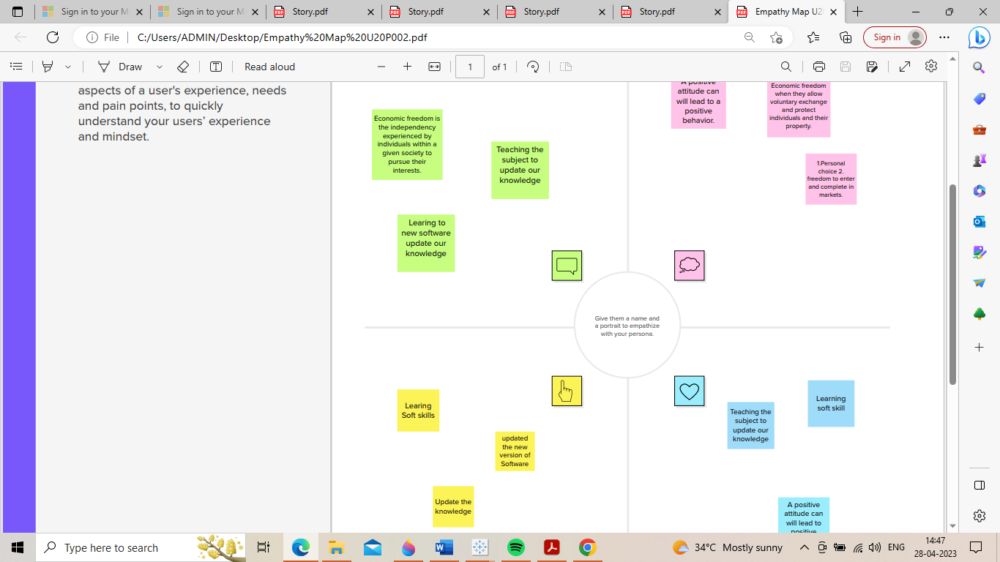 Sign in to your M
Sign in to your M
Story.pdf
Story.pdf
Story.pdf
Story.pdf
Empathy Map U2
File
C:/Users/ADMIN/Desktop/Empathy%20Map%20U20P002.pdf
Sign in
Draw
Read aloud
1
of 1
aspects of a user's experience, needs
and pain points, to quickly
understand your users’ experience
and mindset.
Economic freedom is
the independency
experienced by
individuals within a
given society to
pursue their
interests.
Teaching the
subject to
update our
knowledge
Learing to
new software
update our
knowledge
A positive
attitude can
will lead to a
positive
behavior.
Economic freedom
when they allow
voluntary exchange
and protect
individuals and their
property.
1.Personal
choice 2.
freedom to enter
and complete in
markets.
Give them a name and
a portrait to empathize
with your persona.
Learing
Soft skills
updated
the new
version of
Software
Update the
knowledge
Teaching the
subject to
update our
knowledge
Learning
soft skill
A positive
attitude can
will lead to
positive
Type here to search
34°C Mostly sunny
ENG
14:47
28-04-2023